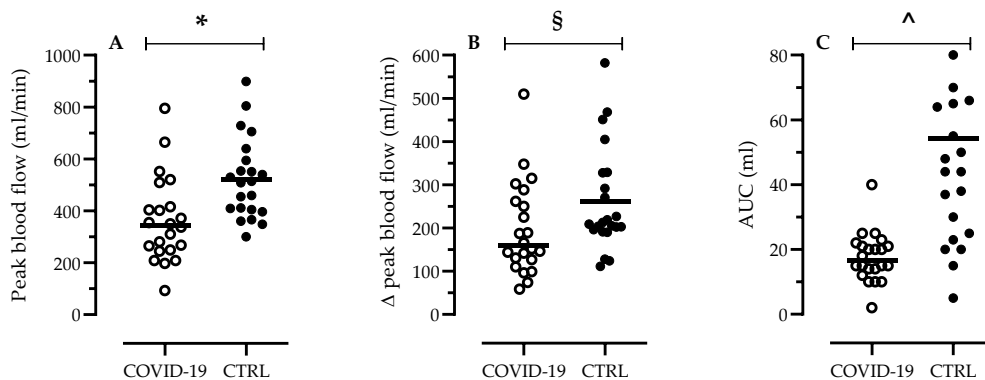 *
A
Peak blood flow (ml/min)
1000
800
600
400
200
0
COVID-19 CTRL
§
B
Δ peak blood flow (ml/min)
600
500
400
300
200
100
0
COVID-19 CTRL
^
C
AUC (ml)
80
60
40
20
0
COVID-19 CTRL